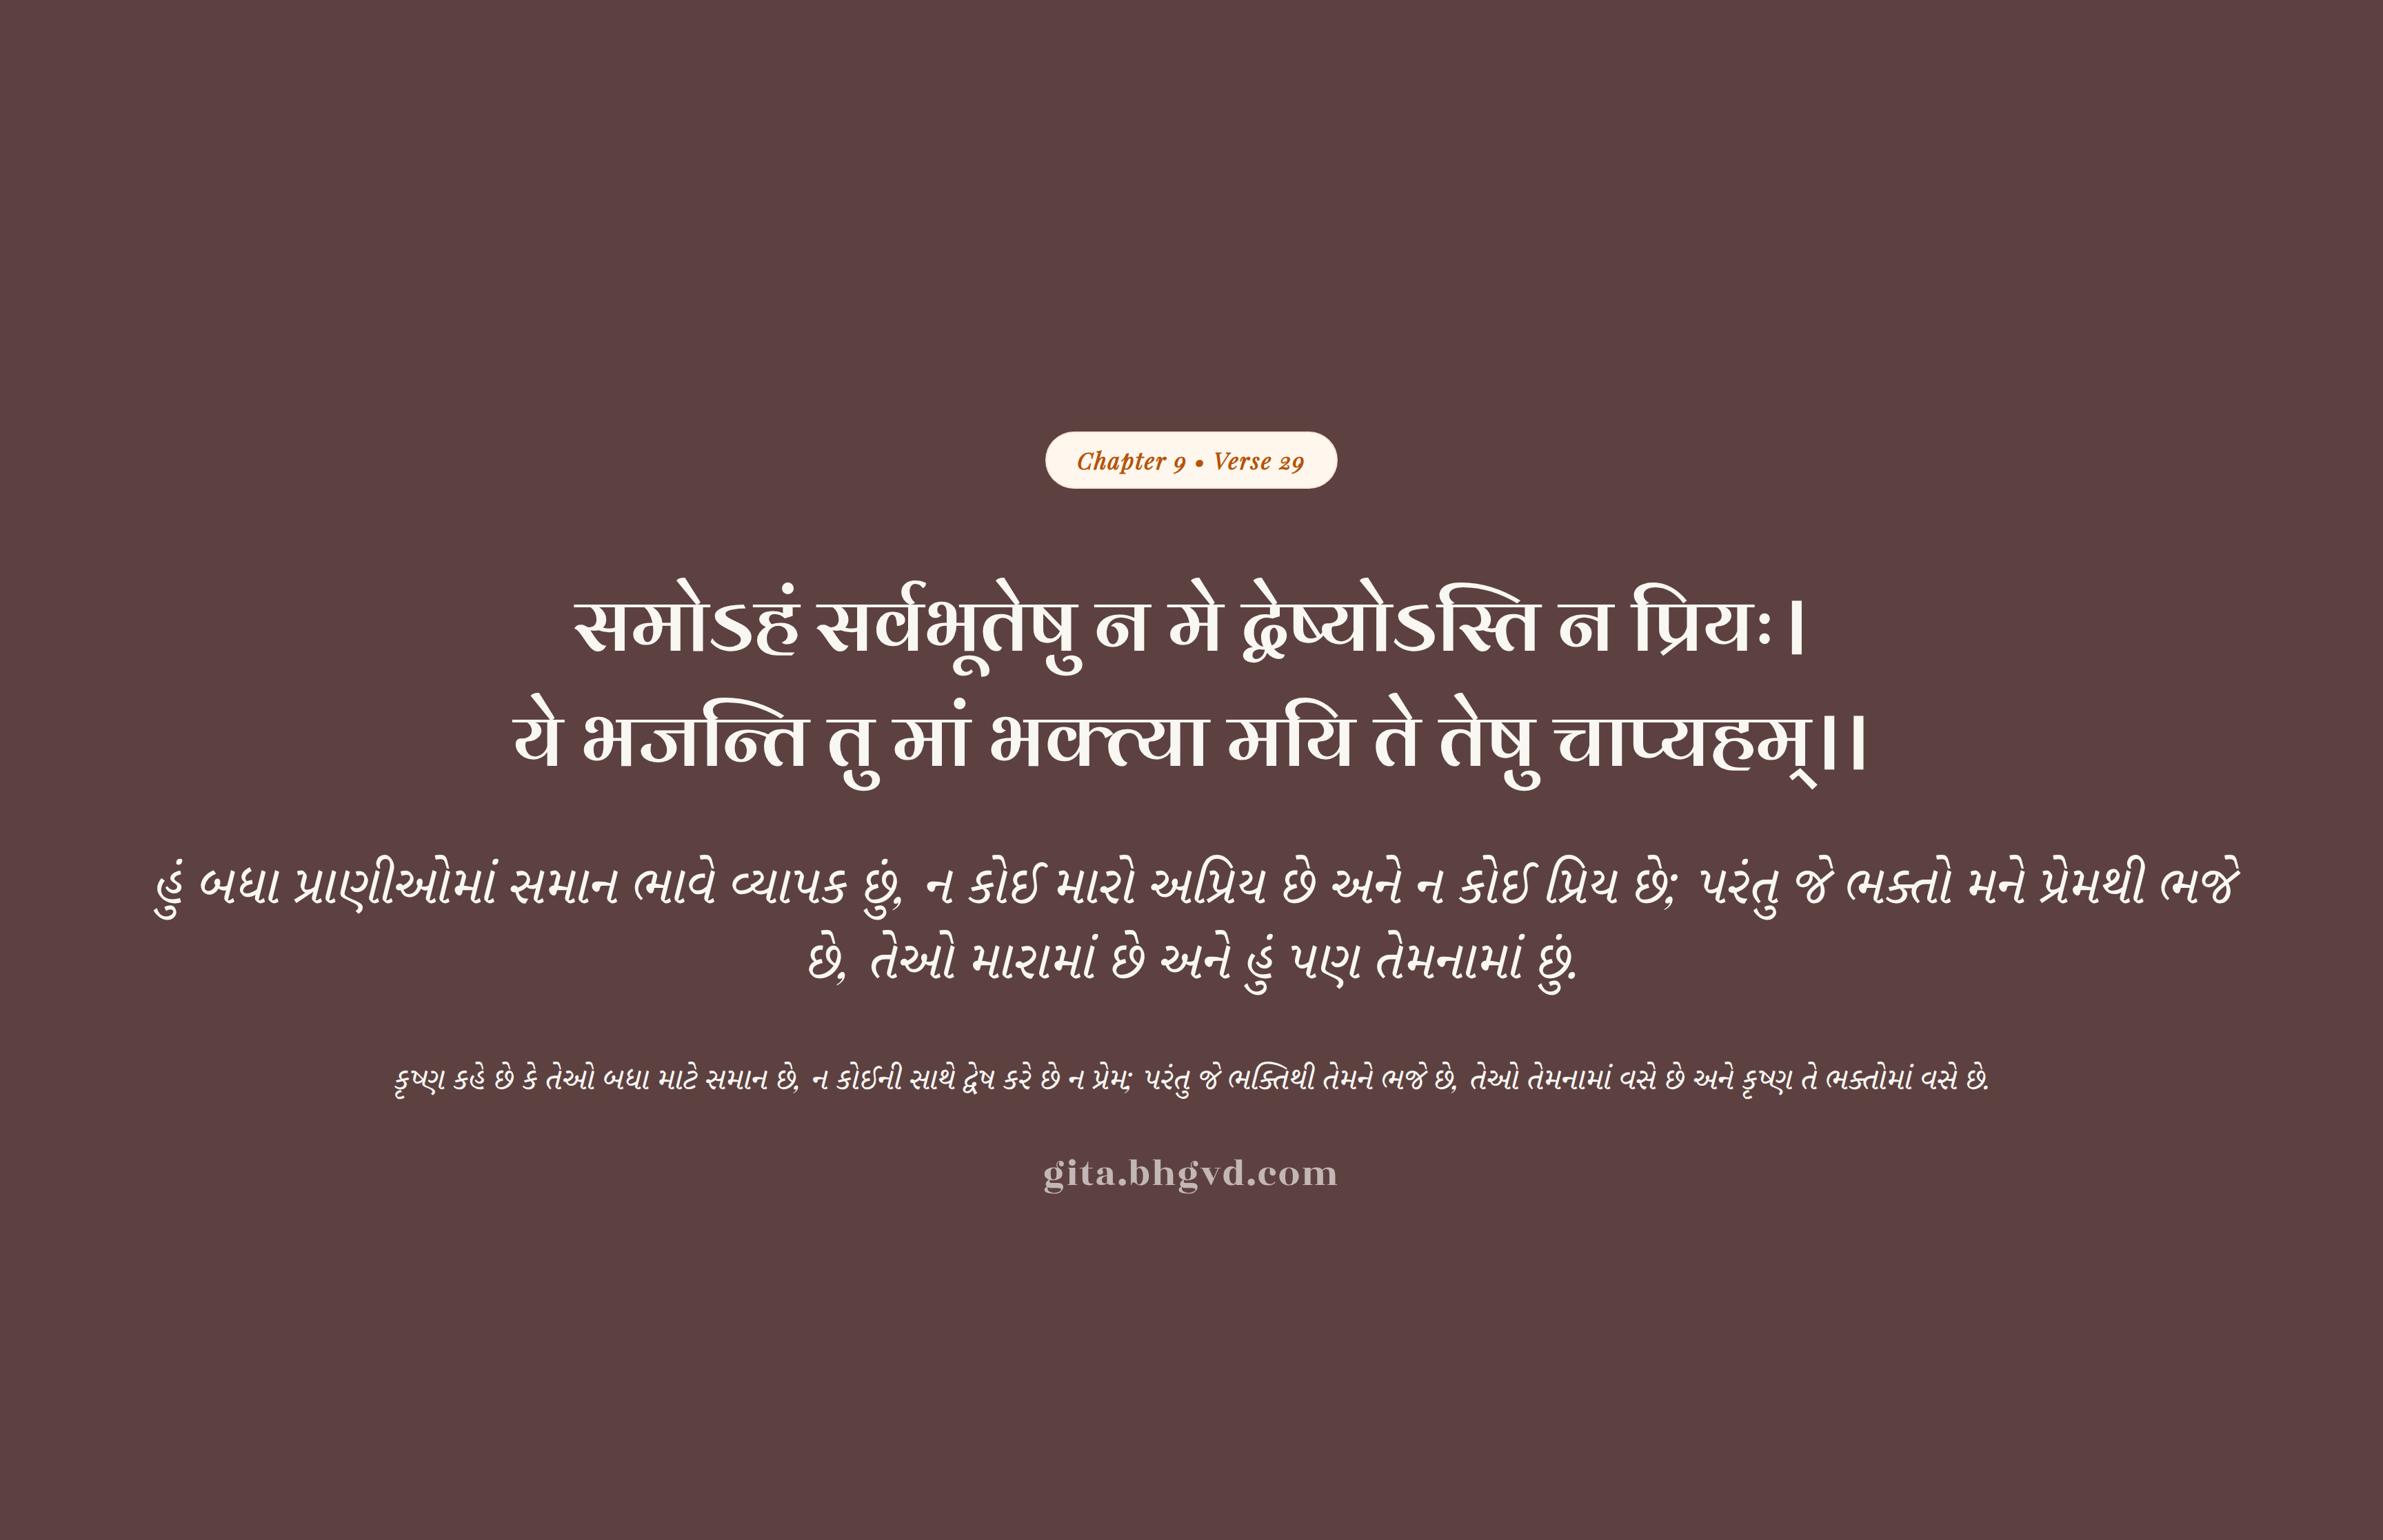 Chapter 9 • Verse 29
समोऽहं सर्वभूतेषु न मे द्वेष्योऽस्ति न प्रियः।
ये भजन्ति तु मां भक्त्या मयि ते तेषु चाप्यहम्।।
હું બધા પ્રાણીઓમાં સમાન ભાવે વ્યાપક છું, ન કોઈ મારો અપ્રિય છે અને ન કોઈ પ્રિય છે; પરંતુ જે ભક્તો મને પ્રેમથી ભજે
છે, તેઓ મારામાં છે અને હું પણ તેમનામાં છું.
કૃષ્ણ કહે છે કે તેઓ બધા માટે સમાન છે, ન કોઈની સાથે દ્વેષ કરે છે ન પ્રેમ; પરંતુ જે ભક્તિથી તેમને ભજે છે, તેઓ તેમનામાં વસે છે અને કૃષ્ણ તે ભક્તોમાં વસે છે.
gita.bhgvd.com